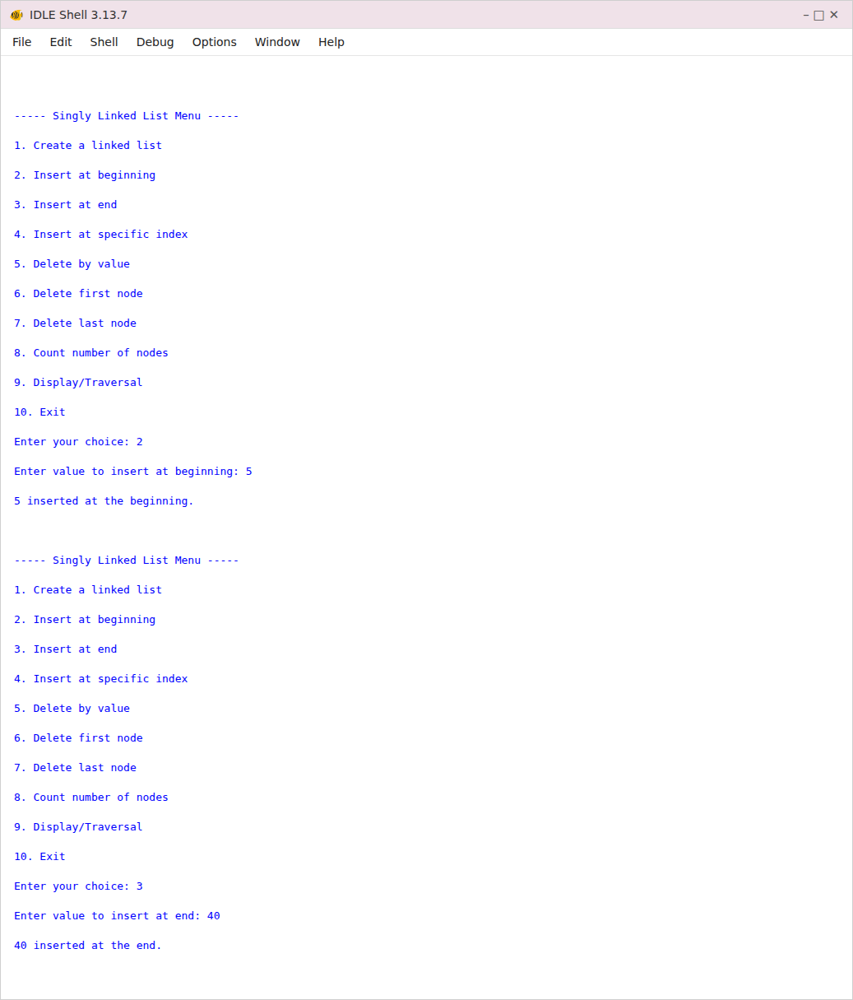 IDLE Shell 3.13.7
File Edit Shell Debug Options Window Help
----- Singly Linked List Menu -----
1. Create a linked list
2. Insert at beginning
3. Insert at end
4. Insert at specific index
5. Delete by value
6. Delete first node
7. Delete last node
8. Count number of nodes
9. Display/Traversal
10. Exit
Enter your choice: 2
Enter value to insert at beginning: 5
5 inserted at the beginning.
----- Singly Linked List Menu -----
1. Create a linked list
2. Insert at beginning
3. Insert at end
4. Insert at specific index
5. Delete by value
6. Delete first node
7. Delete last node
8. Count number of nodes
9. Display/Traversal
10. Exit
Enter your choice: 3
Enter value to insert at end: 40
40 inserted at the end.